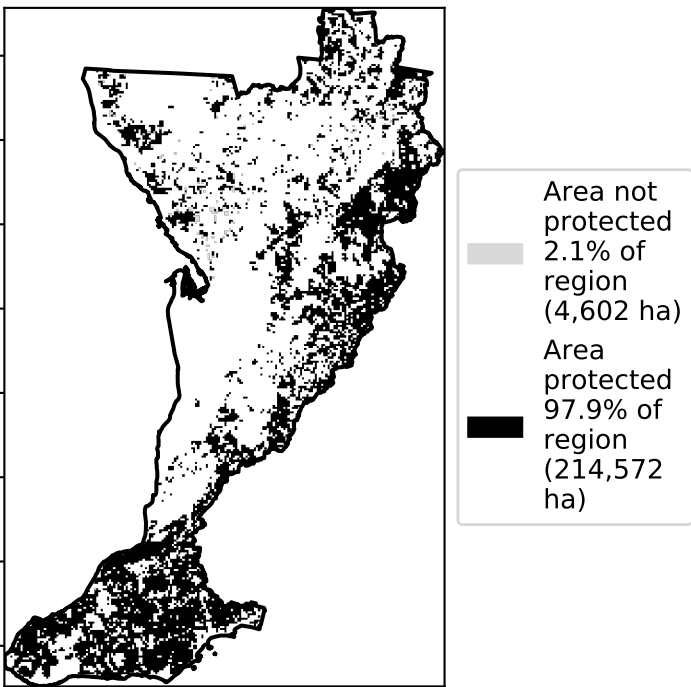 Area not
protected
2.1% of
region
(4,602 ha)
Area
protected
97.9% of
region
(214,572
ha)